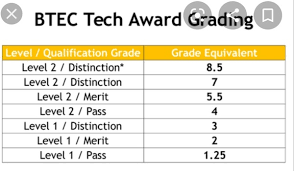 BTEC Tech Award Grading
Level / Qualification Grade Grade Equivalent
Level 2 / Distinction* 8.5
Level 2 / Distinction 7
Level 2 / Merit 5.5
Level 2 / Pass 4
Level 1 / Distinction 3
Level 1 / Merit 2
Level 1 / Pass 1.25